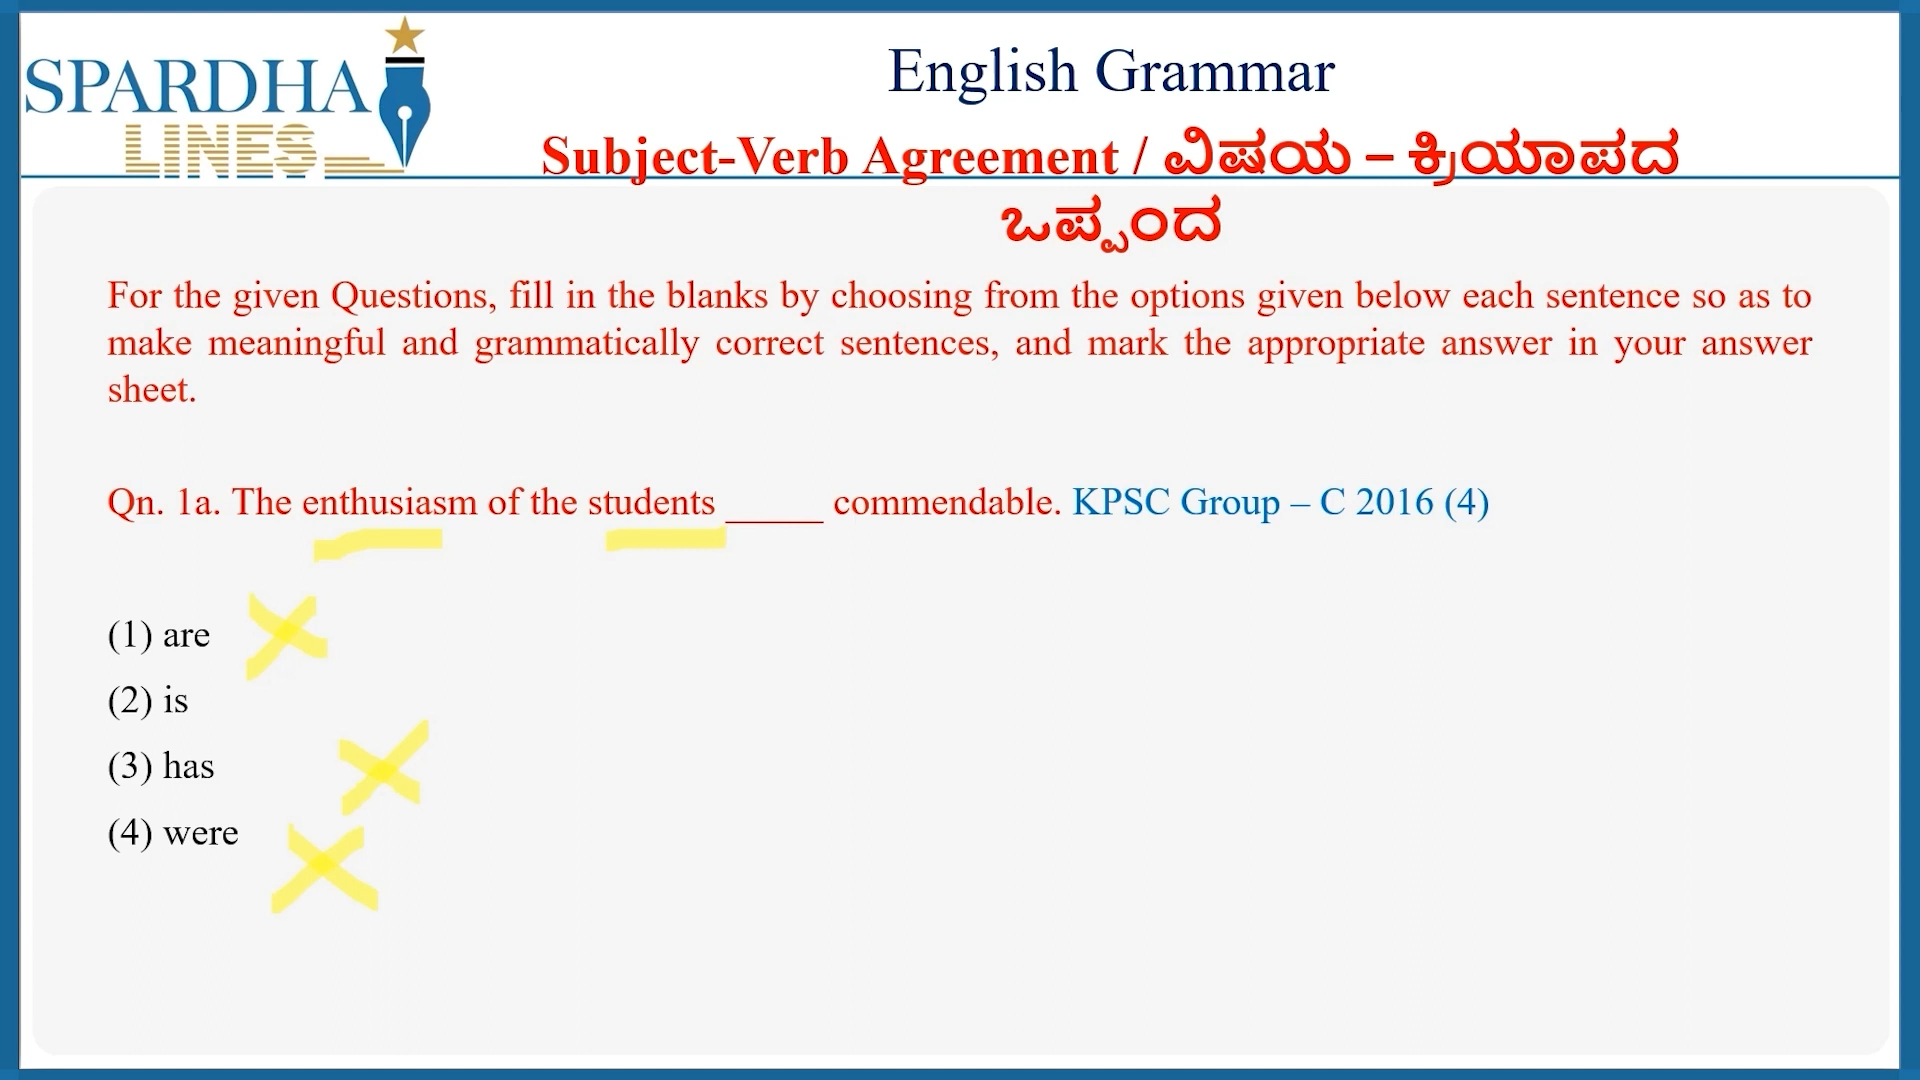 SPARDHA
LINES
English Grammar
Subject-Verb Agreement / ವಿಷಯ – ಕ್ರಿಯಾಪದ
ಒಪ್ಪಂದ
For the given Questions, fill in the blanks by choosing from the options given below each sentence so as to
make meaningful and grammatically correct sentences, and mark the appropriate answer in your answer
sheet.
Qn. 1a. The enthusiasm of the students _____ commendable. KPSC Group – C 2016 (4)
(1) are
(2) is
(3) has
(4) were